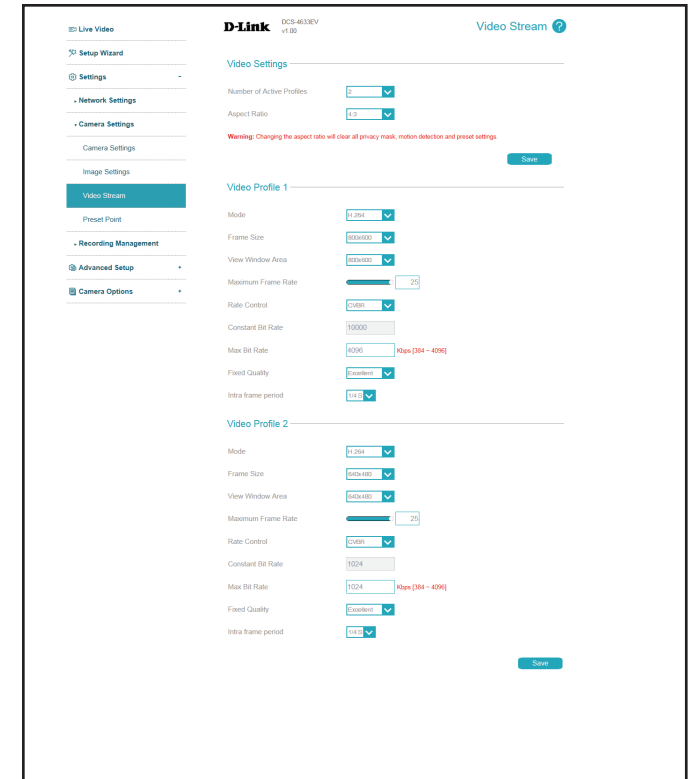 Live Video
Setup Wizard
Settings -
Network Settings
Camera Settings
Camera Settings
Image Settings
Video Stream
Preset Point
Recording Management
Advanced Setup +
Camera Options +
D-Link DCS-4633EV
v1.00
Video Stream ?
Video Settings
Number of Active Profiles 2
Aspect Ratio 4:3
Warning: Changing the aspect ratio will clear all privacy mask, motion detection and preset settings.
Save
Video Profile 1
Mode H.264
Frame Size 800x600
View Window Area 800x600
Maximum Frame Rate 25
Rate Control CVBR
Constant Bit Rate 10000
Max Bit Rate 4096 Kbps [384 ~ 4096]
Fixed Quality Excellent
Intra frame period 1/4 S
Video Profile 2
Mode H.264
Frame Size 640x480
View Window Area 640x480
Maximum Frame Rate 25
Rate Control CVBR
Constant Bit Rate 1024
Max Bit Rate 1024 Kbps [384 ~ 4096]
Fixed Quality Excellent
Intra frame period 1/4 S
Save